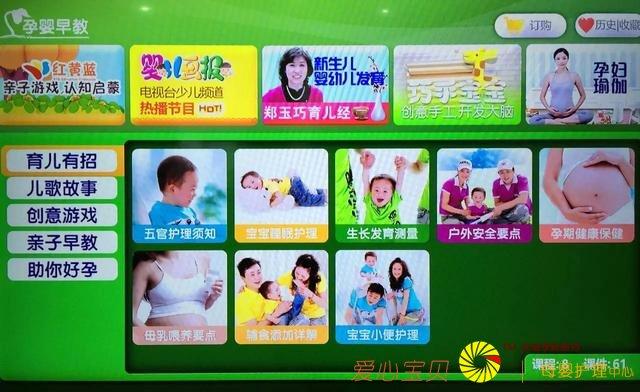 孕婴早教
订购
历史|收藏
红黄蓝
亲子游戏 认知启蒙
婴儿画报
电视台少儿频道
热播节目 HOT!
新生儿
婴幼儿发育
郑玉巧育儿经
巧手宝宝
创意手工 开发大脑
孕妇
瑜伽
育儿有招
儿歌故事
创意游戏
亲子早教
助你好孕
五官护理须知
宝宝睡眠护理
生长发育测量
户外安全要点
孕期健康保健
母乳喂养要点
辅食添加详解
宝宝小便护理
课程:8
课件:61
爱心宝贝
母婴护理中心